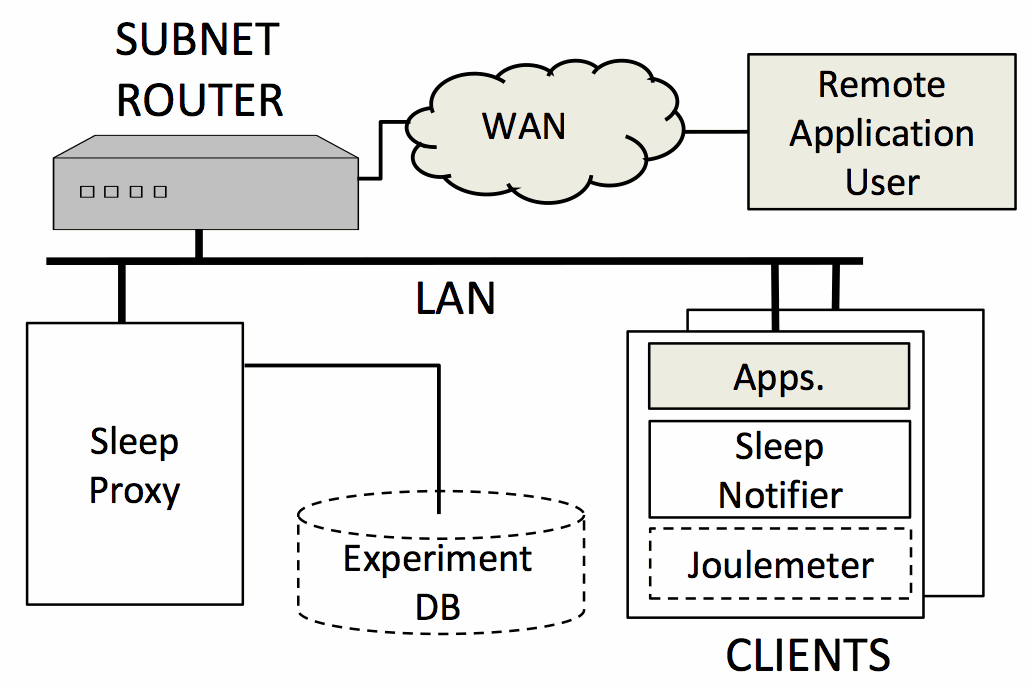 SUBNET
ROUTER
WAN
Remote
Application
User
LAN
Sleep
Proxy
Experiment
DB
Apps.
Sleep
Notifier
Joulemeter
CLIENTS